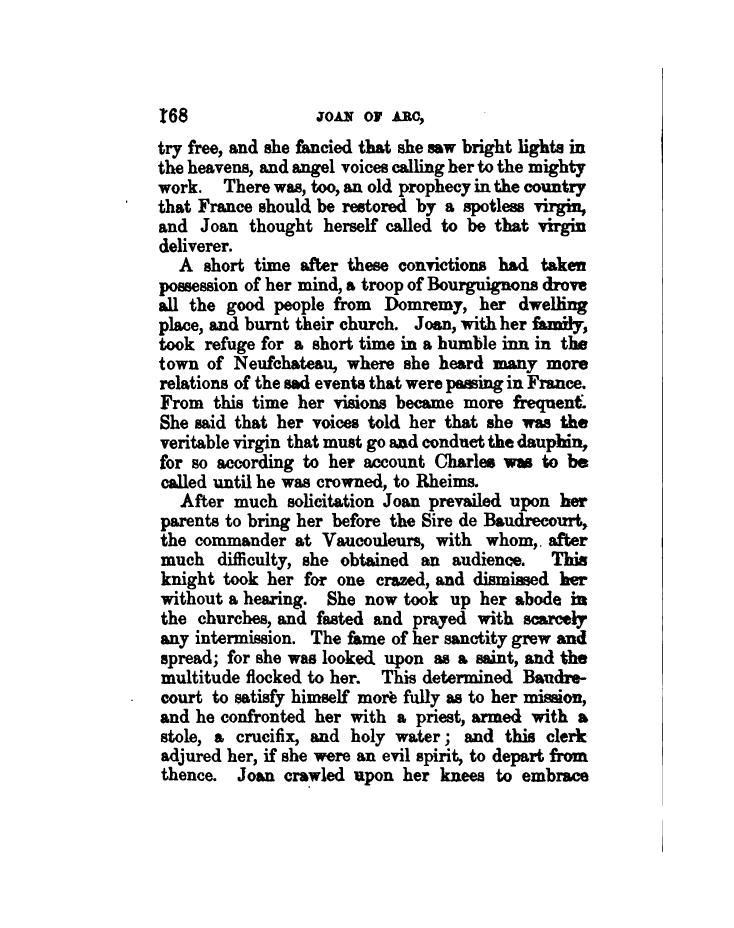 168 JOAN OF ARC,
try free, and she fancied that she saw bright lights in
the heavens, and angel voices calling her to the mighty
work. There was, too, an old prophecy in the country
that France should be restored by a spotless virgin,
and Joan thought herself called to be that virgin
deliverer.
A short time after these convictions had taken
possession of her mind, a troop of Bourguignons drove
all the good people from Domremy, her dwelling
place, and burnt their church. Joan, with her family,
took refuge for a short time in a humble inn in the
town of Neufchateau, where she heard many more
relations of the sad events that were passing in France.
From this time her visions became more frequent.
She said that her voices told her that she was the
veritable virgin that must go and conduct the dauphin,
for so according to her account Charles was to be
called until he was crowned, to Rheims.
After much solicitation Joan prevailed upon her
parents to bring her before the Sire de Baudrecourt,
the commander at Vaucouleurs, with whom, after
much difficulty, she obtained an audience. This
knight took her for one crazed, and dismissed her
without a hearing. She now took up her abode in
the churches, and fasted and prayed with scarcely
any intermission. The fame of her sanctity grew and
spread; for she was looked upon as a saint, and the
multitude flocked to her. This determined Baudre-
court to satisfy himself more fully as to her mission,
and he confronted her with a priest, armed with a
stole, a crucifix, and holy water; and this clerk
adjured her, if she were an evil spirit, to depart from
thence. Joan crawled upon her knees to embrace